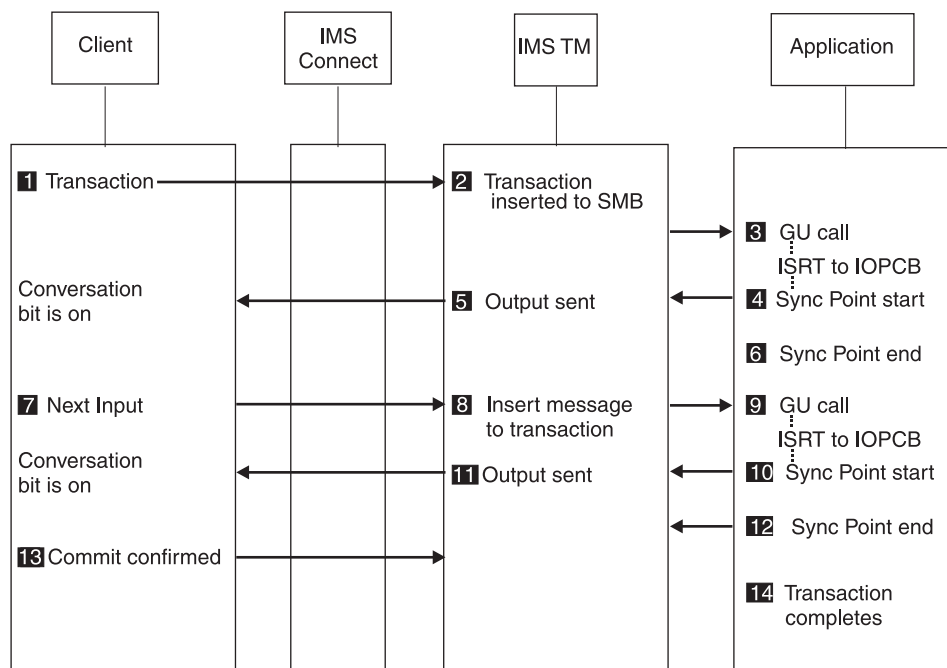 Client
IMS
Connect
IMS TM
Application
1 Transaction
2 Transaction
inserted to SMB
3 GU call
ISRT to IOPCB
Conversation
bit is on
5 Output sent
4 Sync Point start
6 Sync Point end
7 Next Input
8 Insert message
to transaction
9 GU call
ISRT to IOPCB
Conversation
bit is on
11 Output sent
10 Sync Point start
12 Sync Point end
13 Commit confirmed
14 Transaction
completes